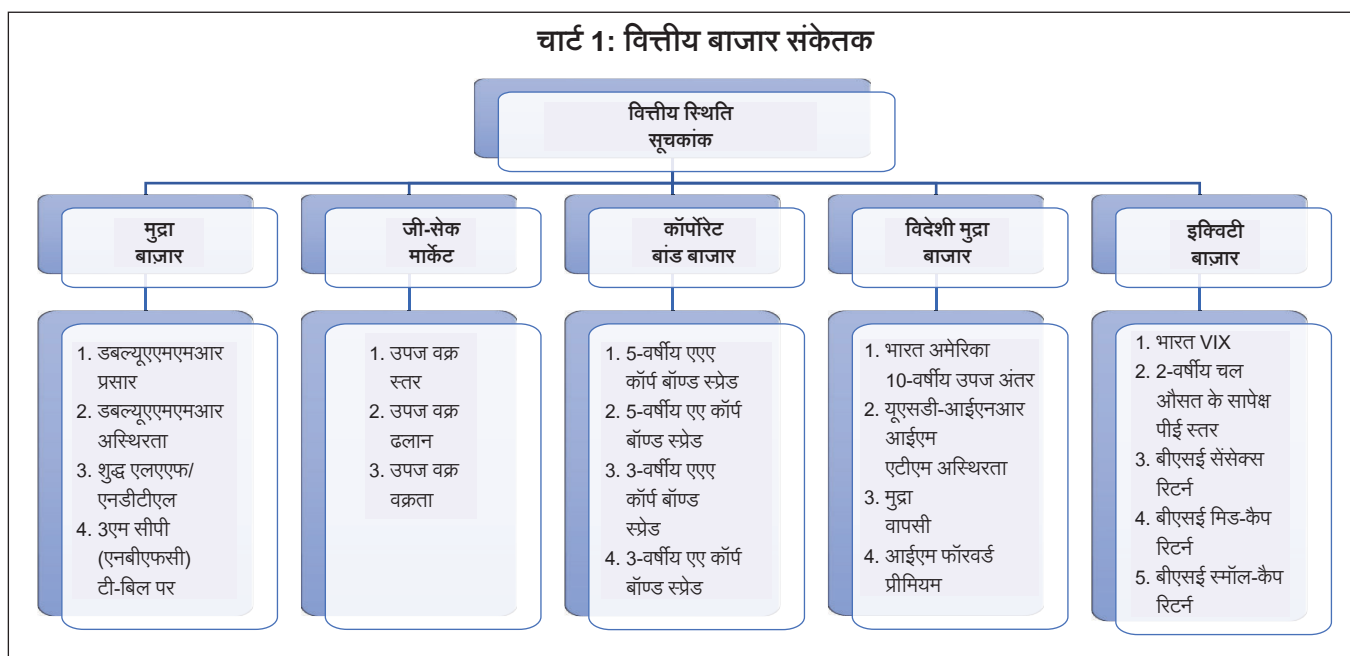 चार्ट 1: वित्तीय बाजार संकेतक
वित्तीय स्थिति
सूचकांक
मुद्रा
बाज़ार
जी-सेक
मार्केट
कॉर्पोरेट
बांड बाजार
विदेशी मुद्रा
बाजार
इक्विटी
बाज़ार
1. डबल्यूएएमएमआर
प्रसार
2. डबल्यूएएमएमआर
अस्थिरता
3. शुद्ध एलएएफ/
एनडीटीएल
4. 3एम सीपी
(एनबीएफसी)
टी-बिल पर
1. उपज वक्र
स्तर
2. उपज वक्र
ढलान
3. उपज वक्र
वक्रता
1. 5-वर्षीय एएए
कॉर्प बॉण्ड स्प्रेड
2. 5-वर्षीय एए कॉर्प
बॉण्ड स्प्रेड
3. 3-वर्षीय एएए
कॉर्प बॉण्ड
स्प्रेड
4. 3-वर्षीय एए कॉर्प
बॉण्ड स्प्रेड
1. भारत अमेरिका
10-वर्षीय उपज अंतर
2. यूएसडी-आईएनआर
आईएम
एटीएम अस्थिरता
3. मुद्रा
वापसी
4. आईएम फॉरवर्ड
प्रीमियम
1. भारत VIX
2. 2-वर्षीय चल
औसत के सापेक्ष
पीई स्तर
3. बीएसई सेंसेक्स
रिटर्न
4. बीएसई मिड-कैप
रिटर्न
5. बीएसई स्मॉल-कैप
रिटर्न